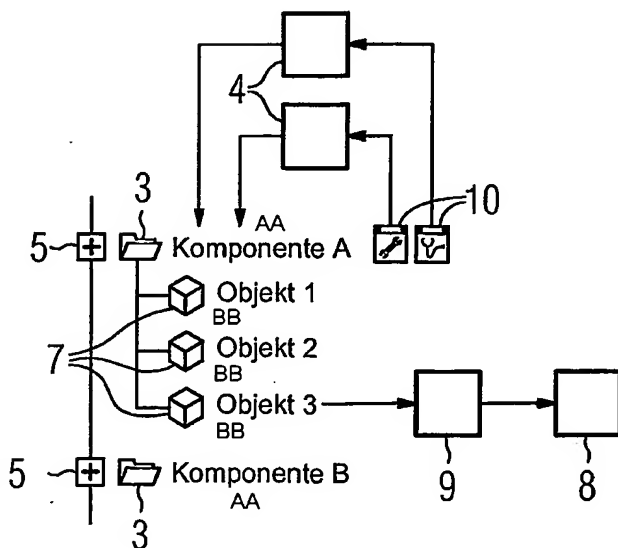 4
3
AA
10
5
Komponente A
Objekt 1
BB
Objekt 2
7
BB
Objekt 3
BB
5
Komponente B
9
8
3
AA